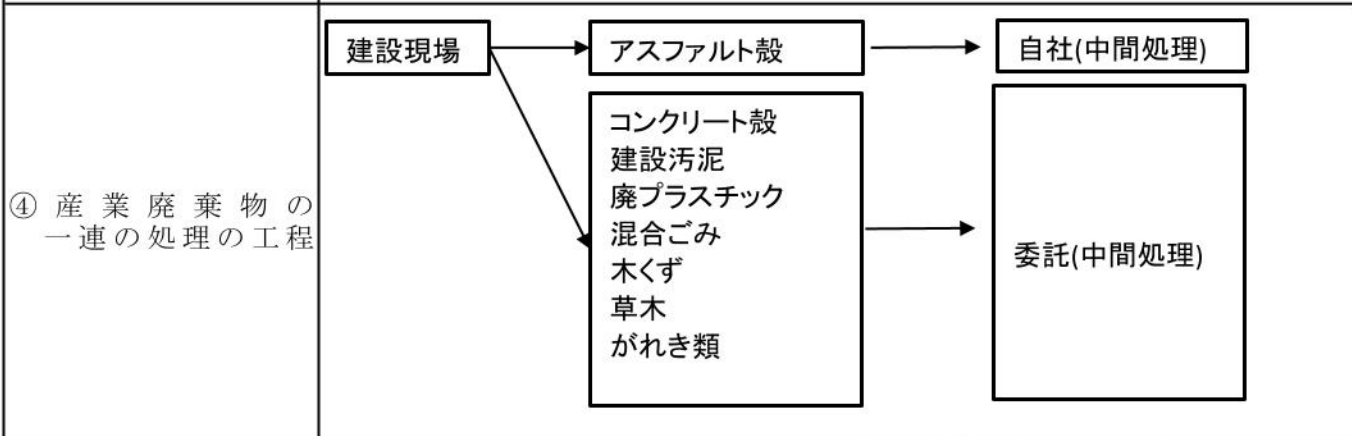 ④産業廃棄物の
一連の処理の工程
建設現場
アスファルト殻
自社(中間処理)
コンクリート殻
建設汚泥
廃プラスチック
混合ごみ
木くず
草木
がれき類
委託(中間処理)